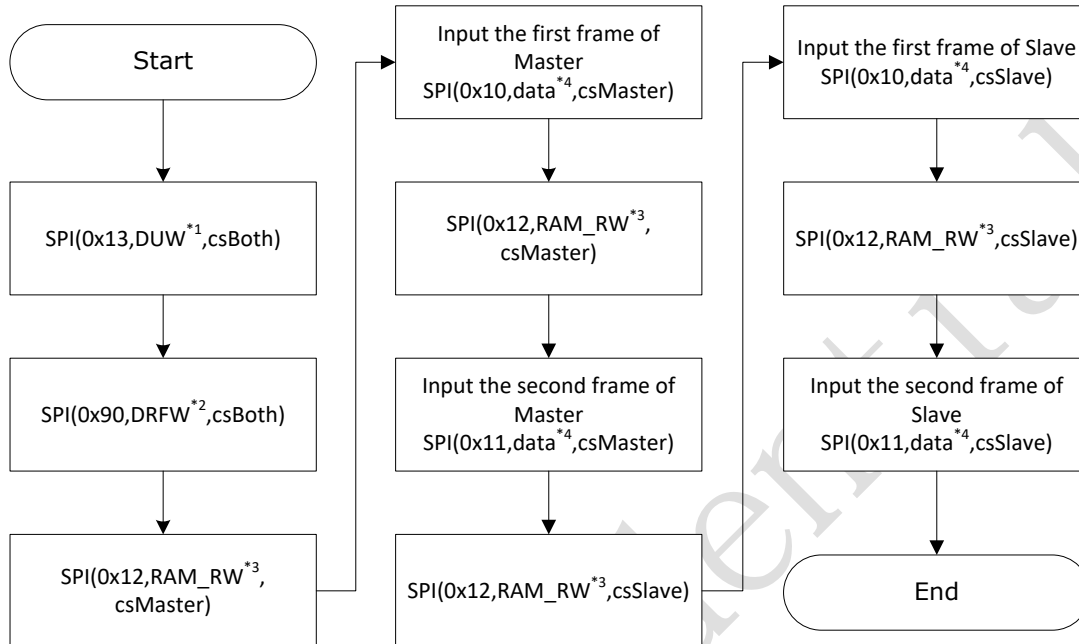 Start
SPI(0x13,DUW*1,csBoth)
SPI(0x90,DRFW*2,csBoth)
SPI(0x12,RAM_RW*3,
csMaster)
Input the first frame of
Master
SPI(0x10,data*4,csMaster)
SPI(0x12,RAM_RW*3,
csMaster)
Input the second frame of
Master
SPI(0x11,data*4,csMaster)
SPI(0x12,RAM_RW*3,csSlave)
Input the first frame of Slave
SPI(0x10,data*4,csSlave)
SPI(0x12,RAM_RW*3,csSlave)
Input the second frame of
Slave
SPI(0x11,data*4,csSlave)
End